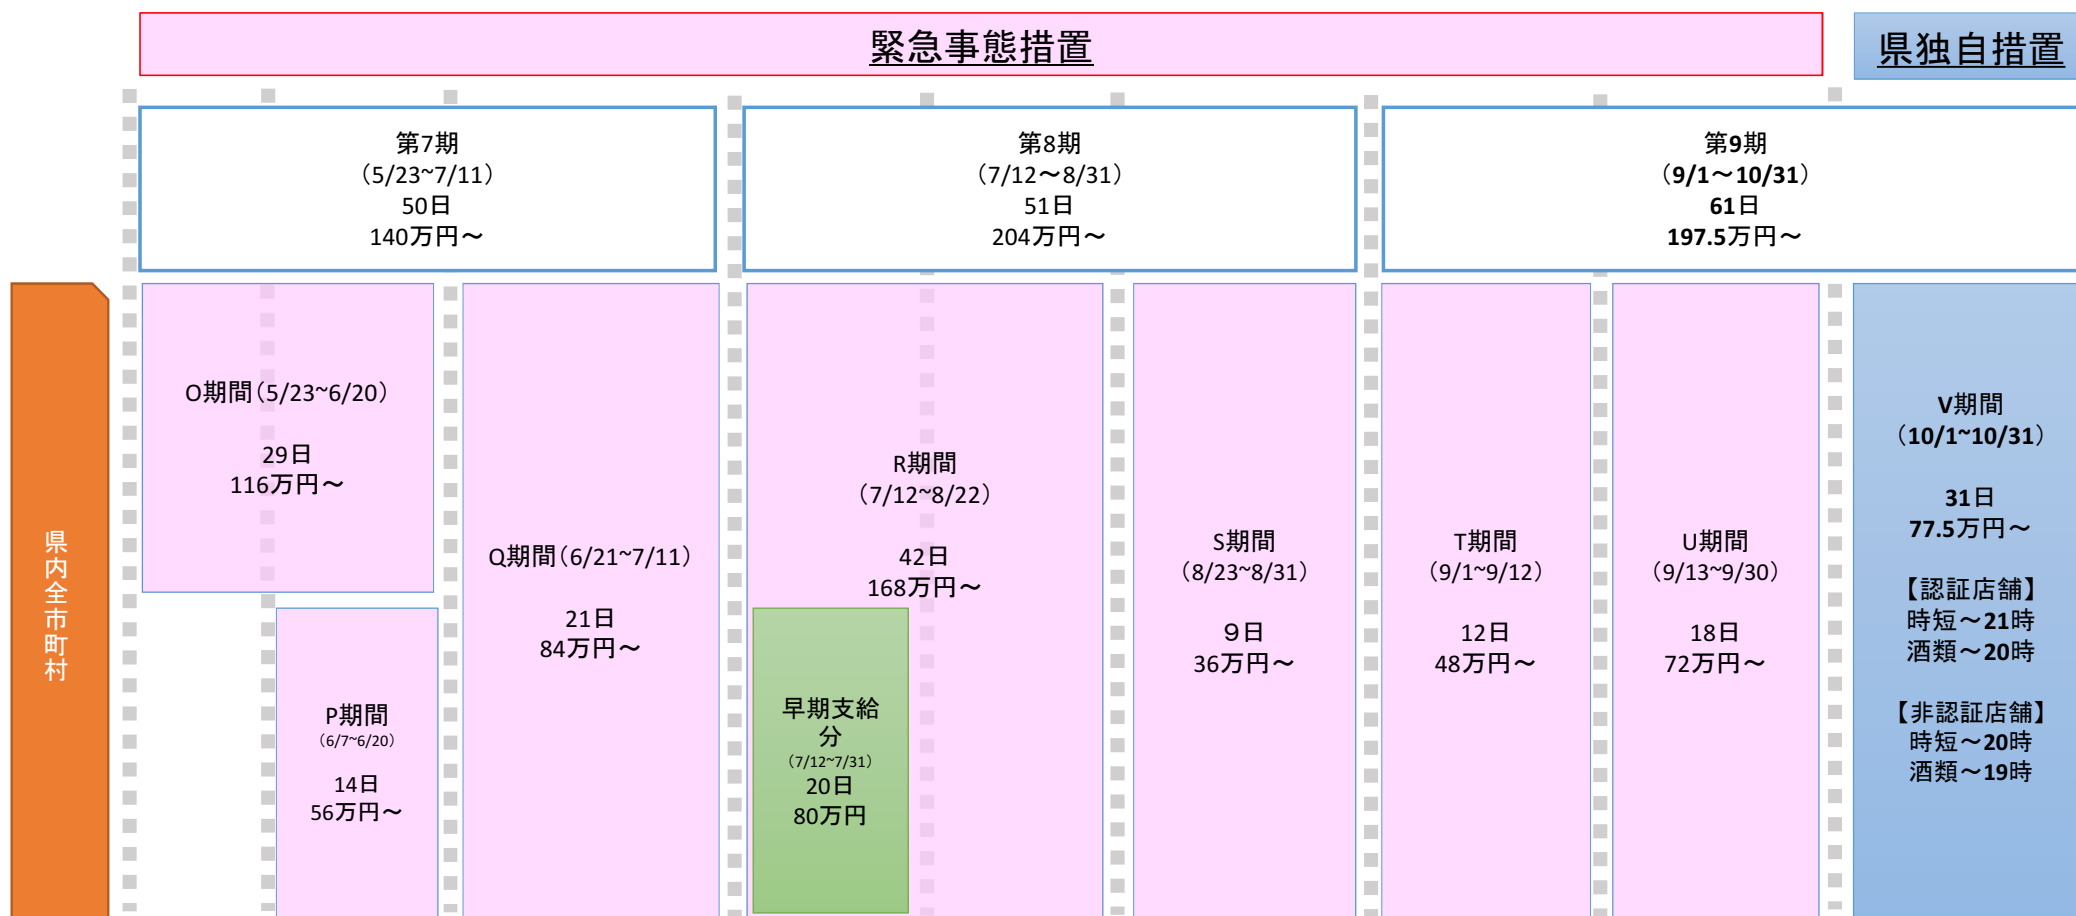 緊急事態措置
県独自措置
第7期
（5/23~7/11）
50日
140万円～
第8期
（7/12～8/31）
51日
204万円～
第9期
（9/1～10/31）
61日
197.5万円～
県内全市町村
O期間（5/23~6/20）
29日
116万円～
P期間
（6/7~6/20）
14日
56万円～
Q期間（6/21~7/11）
21日
84万円～
R期間
（7/12~8/22）
42日
168万円～
早期支給
分
（7/12~7/31）
20日
80万円
S期間
（8/23~8/31）
９日
36万円～
T期間
（9/1~9/12）
12日
48万円～
U期間
（9/13~9/30）
18日
72万円～
V期間
（10/1~10/31）
31日
77.5万円～
【認証店舗】
時短～21時
酒類～20時
【非認証店舗】
時短～20時
酒類～19時